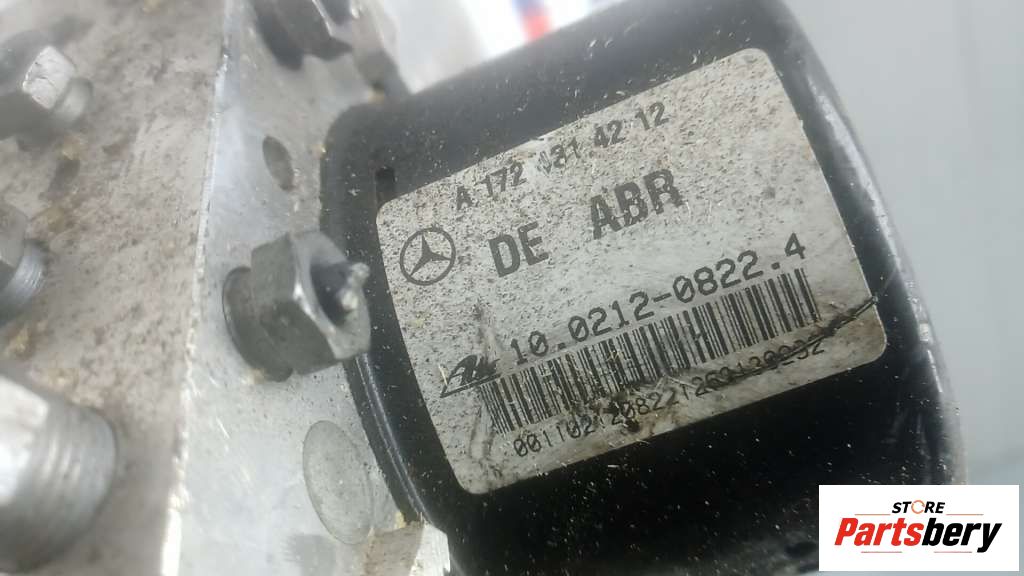 A 172 431 42 12
DE ABR
10.0212-0822.4
STORE
Partsbery